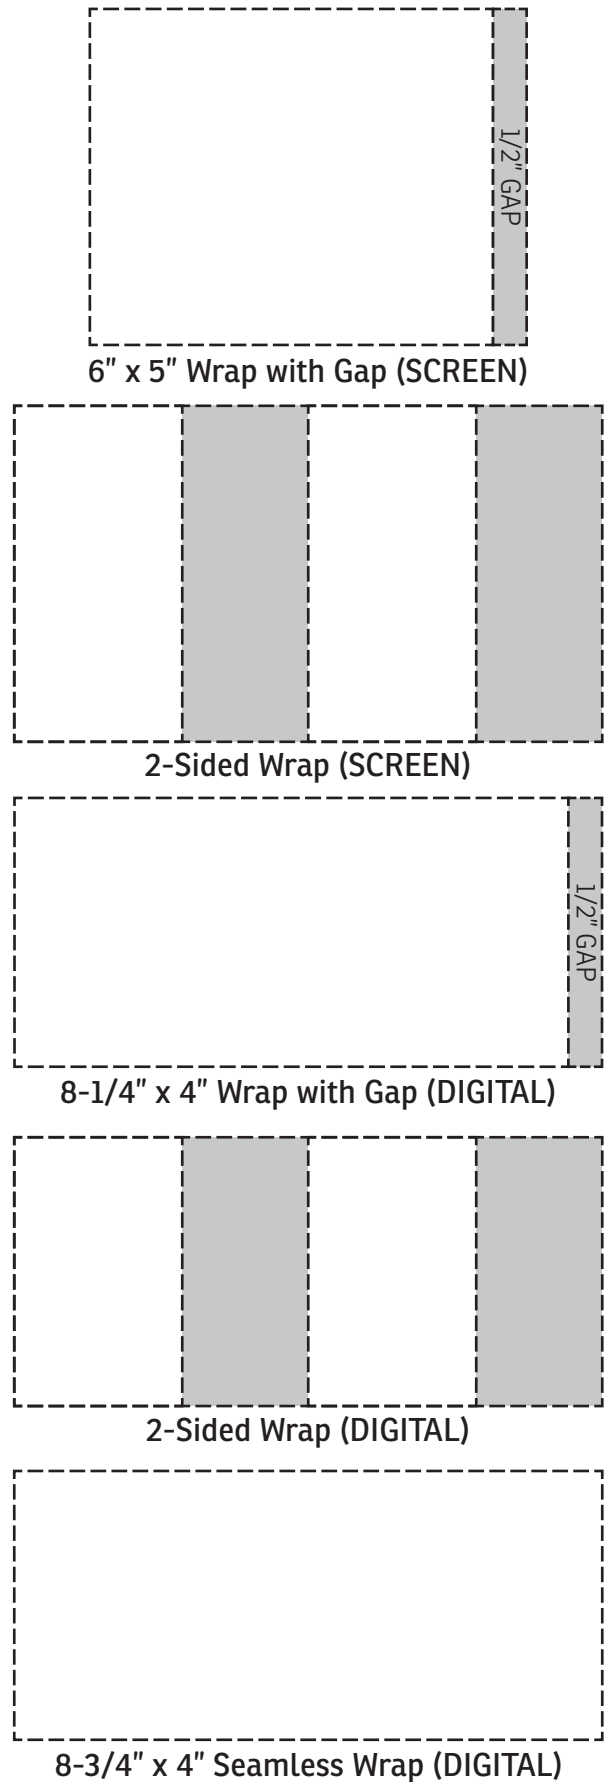 1/2" GAP
6" x 5" Wrap with Gap (SCREEN)
2-Sided Wrap (SCREEN)
1/2" GAP
8-1/4" x 4" Wrap with Gap (DIGITAL)
2-Sided Wrap (DIGITAL)
8-3/4" x 4" Seamless Wrap (DIGITAL)